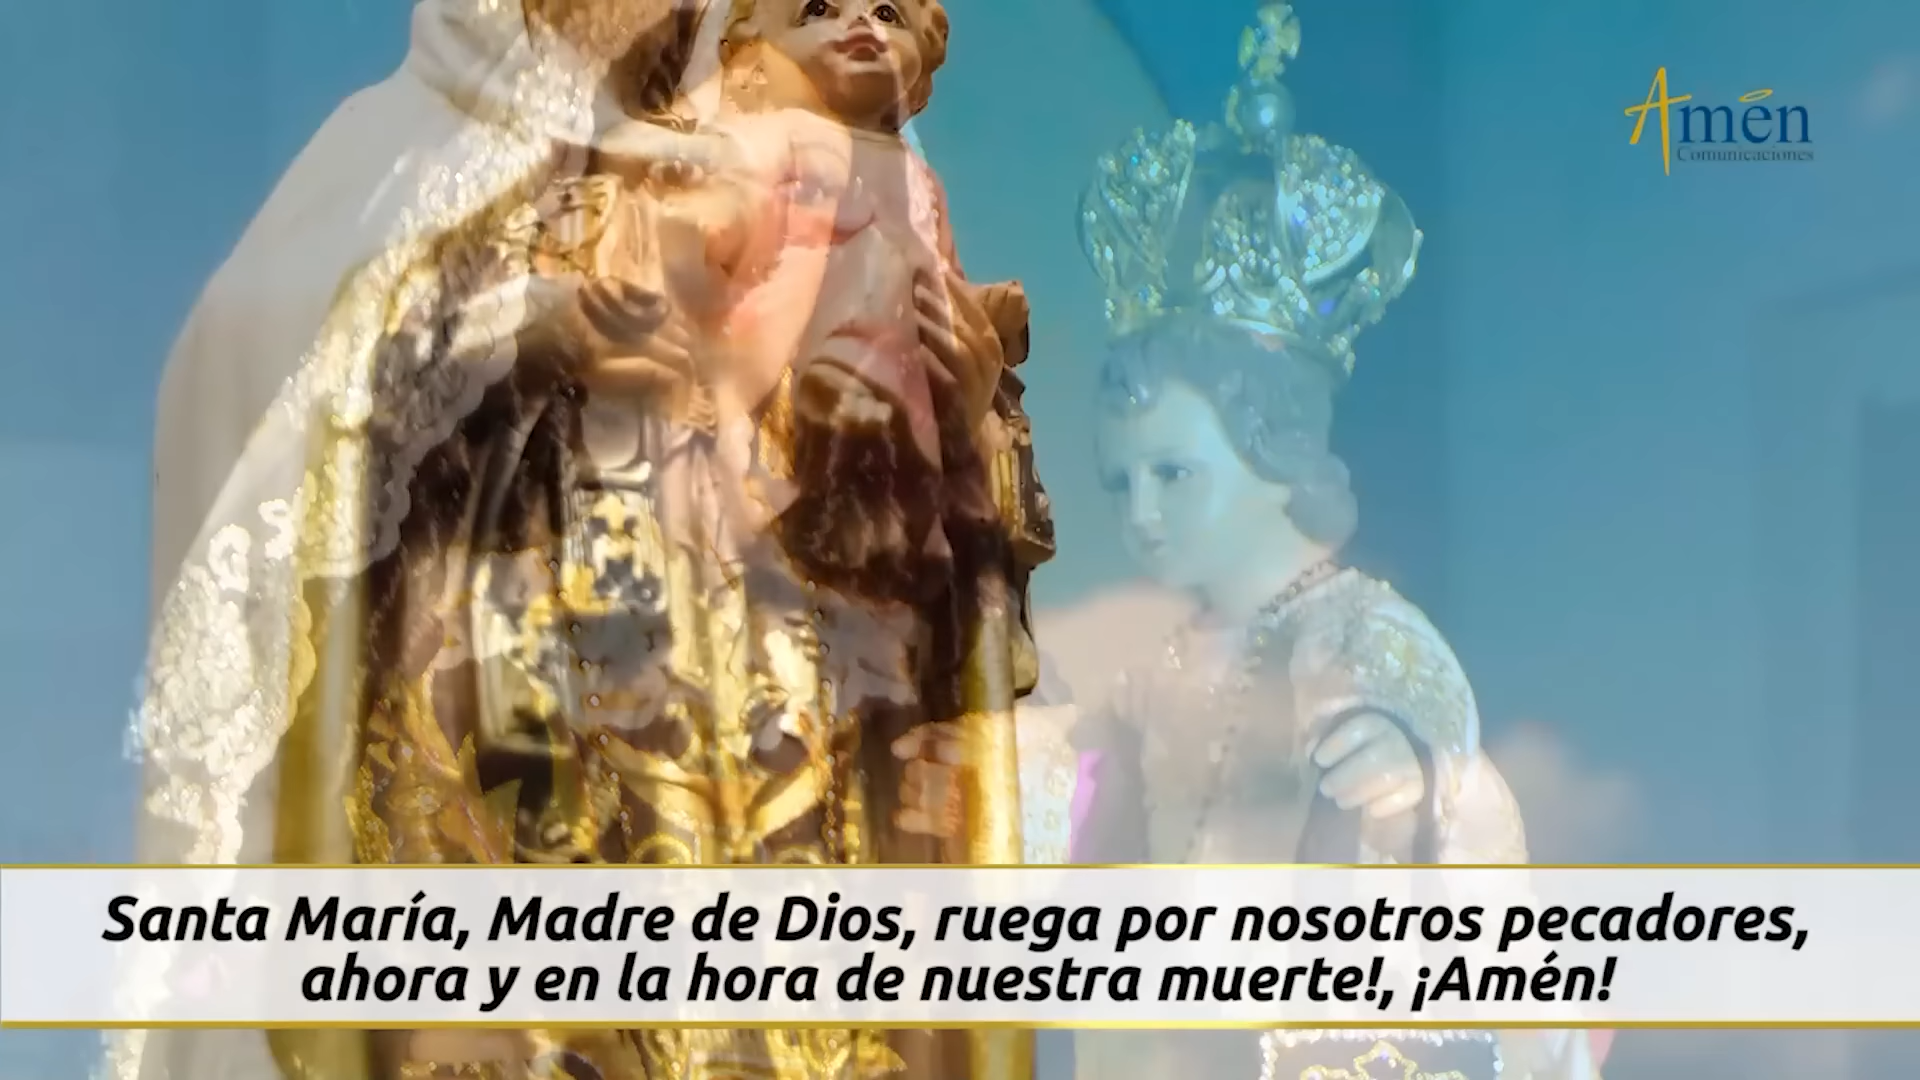 Amén
Comunicaciones
Santa María, Madre de Dios, ruega por nosotros pecadores,
ahora y en la hora de nuestra muerte!, ¡Amén!